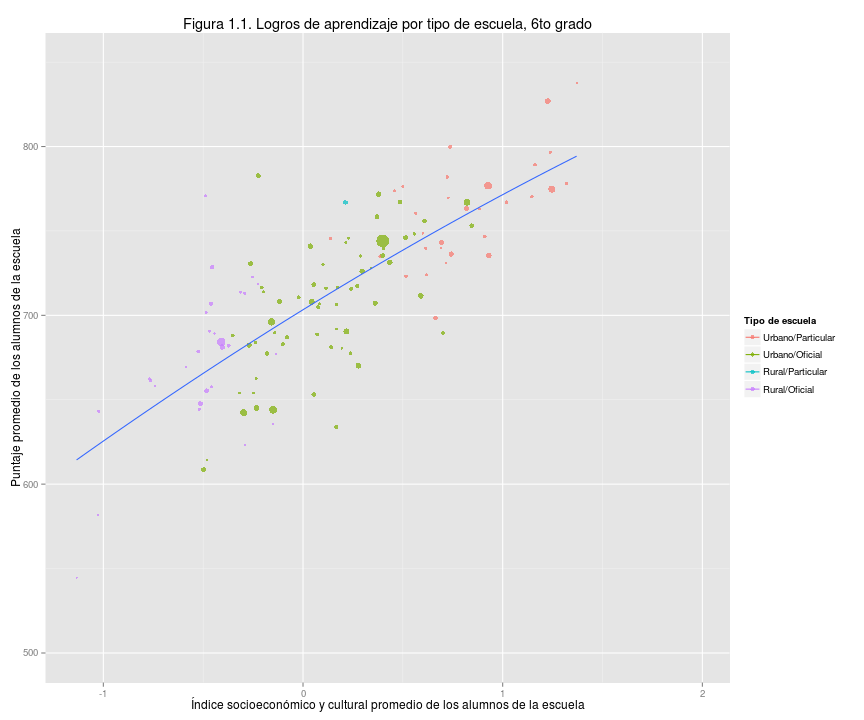 Figura 1.1. Logros de aprendizaje por tipo de escuela, 6to grado
Puntaje promedio de los alumnos de la escuela
800
700
600
500
-1
0
1
2
Índice socioeconómico y cultural promedio de los alumnos de la escuela
Tipo de escuela
Urbano/Particular
Urbano/Oficial
Rural/Particular
Rural/Oficial